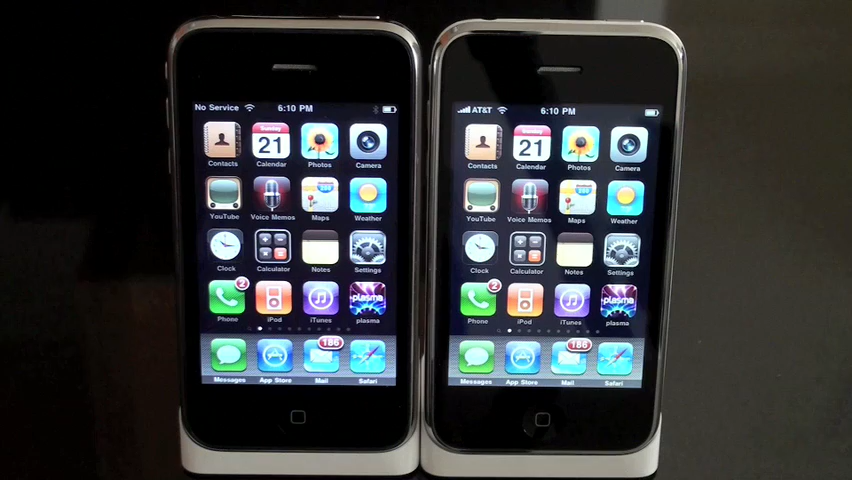 No Service 6:10 PM
Sunday
21
Contacts Calendar Photos Camera
280
YouTube Voice Memos Maps Weather
Clock Calculator Notes Settings
2
plasma
Phone iPod iTunes plasma
186
Messages App Store Mail Safari
AT&T 6:10 PM
Sunday
21
Contacts Calendar Photos Camera
280
YouTube Voice Memos Maps Weather
Clock Calculator Notes Settings
2
plasma
Phone iPod iTunes plasma
186
Messages App Store Mail Safari